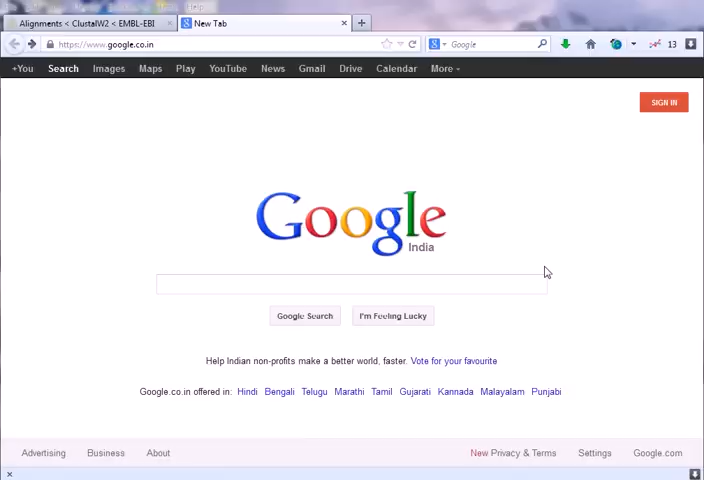 Alignments < ClustalW2 < EMBL-EBI
New Tab
https://www.google.co.in
Google
13
+You Search Images Maps Play YouTube News Gmail Drive Calendar More
SIGN IN
Google
India
Google Search I'm Feeling Lucky
Help Indian non-profits make a better world, faster. Vote for your favourite
Google.co.in offered in: Hindi Bengali Telugu Marathi Tamil Gujarati Kannada Malayalam Punjabi
Advertising Business About New Privacy & Terms Settings Google.com